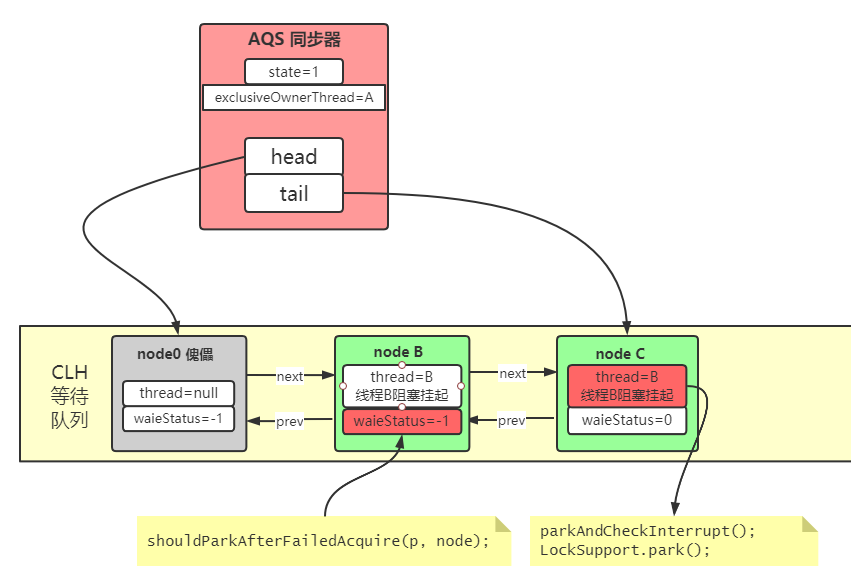 AQS 同步器
state=1
exclusiveOwnerThread=A
head
tail
CLH
等待
队列
node0 傀儡
thread=null
waieStatus=-1
next
prev
node B
thread=B
线程B阻塞挂起
waieStatus=-1
next
prev
node C
thread=B
线程B阻塞挂起
waieStatus=0
shouldParkAfterFailedAcquire(p, node);
parkAndCheckInterrupt();
LockSupport.park();